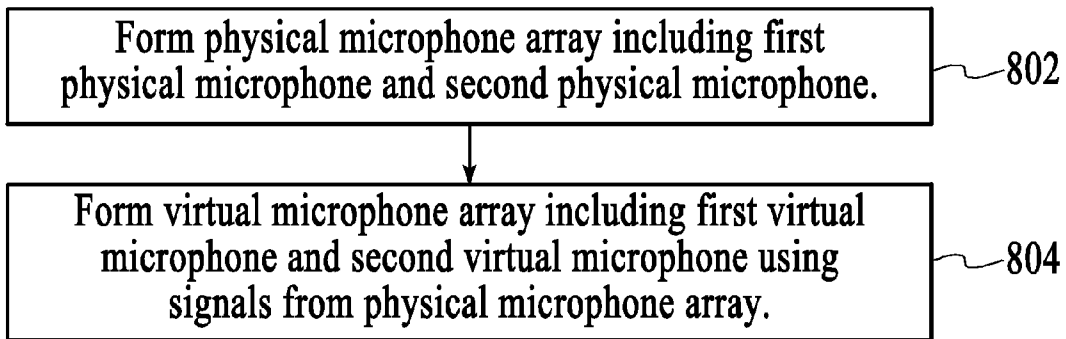 Form physical microphone array including first
physical microphone and second physical microphone.
802
Form virtual microphone array including first virtual
microphone and second virtual microphone using
signals from physical microphone array.
804